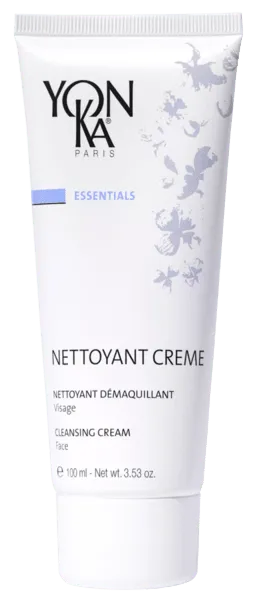 YON
KA
PARIS
ESSENTIALS
NETTOYANT CREME
NETTOYANT DÉMAQUILLANT
Visage
CLEANSING CREAM
Face
℮ 100 ml - Net wt. 3.53 oz.